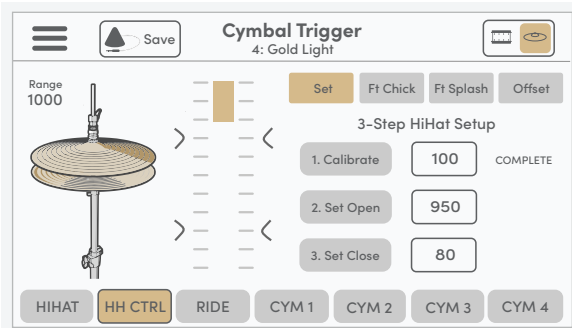 Save
Cymbal Trigger
4: Gold Light
Range
1000
Set
Ft Chick
Ft Splash
Offset
3-Step HiHat Setup
1. Calibrate
100
COMPLETE
2. Set Open
950
3. Set Close
80
HIHAT
HH CTRL
RIDE
CYM 1
CYM 2
CYM 3
CYM 4